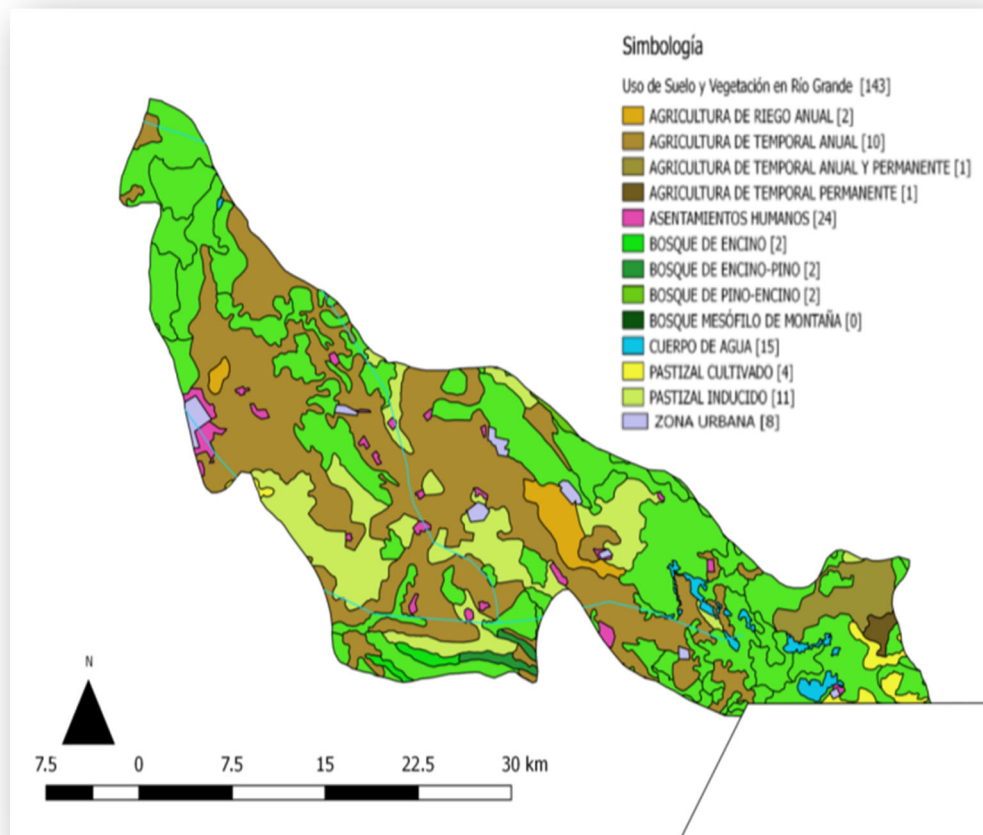 Simbología
Uso de Suelo y Vegetación en Río Grande [143]
AGRICULTURA DE RIEGO ANUAL [2]
AGRICULTURA DE TEMPORAL ANUAL [10]
AGRICULTURA DE TEMPORAL ANUAL Y PERMANENTE [1]
AGRICULTURA DE TEMPORAL PERMANENTE [1]
ASENTAMIENTOS HUMANOS [24]
BOSQUE DE ENCINO [2]
BOSQUE DE ENCINO-PINO [2]
BOSQUE DE PINO-ENCINO [2]
BOSQUE MESÓFILO DE MONTAÑA [0]
CUERPO DE AGUA [15]
PASTIZAL CULTIVADO [4]
PASTIZAL INDUCIDO [11]
ZONA URBANA [8]
N
7.5 0 7.5 15 22.5 30 km